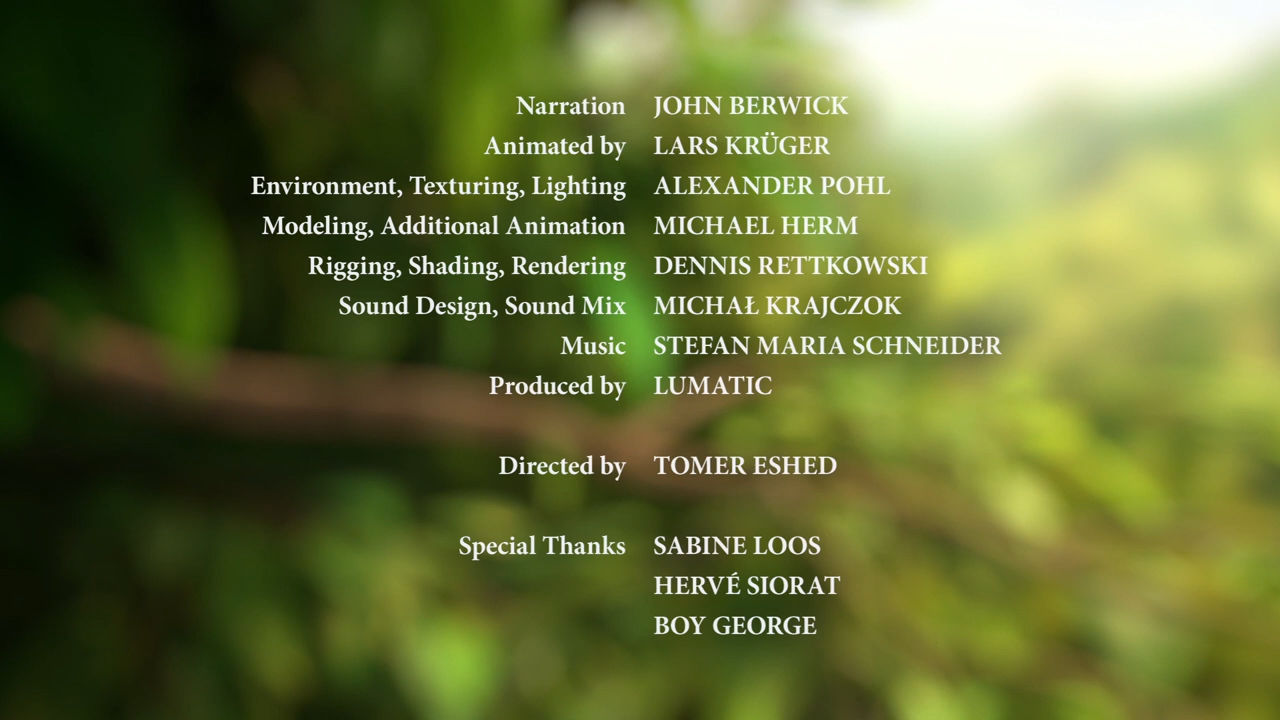 Narration JOHN BERWICK
Animated by LARS KRÜGER
Environment, Texturing, Lighting ALEXANDER POHL
Modeling, Additional Animation MICHAEL HERM
Rigging, Shading, Rendering DENNIS RETTKOWSKI
Sound Design, Sound Mix MICHAŁ KRAJCZOK
Music STEFAN MARIA SCHNEIDER
Produced by LUMATIC
Directed by TOMER ESHED
Special Thanks SABINE LOOS
HERVÉ SIORAT
BOY GEORGE